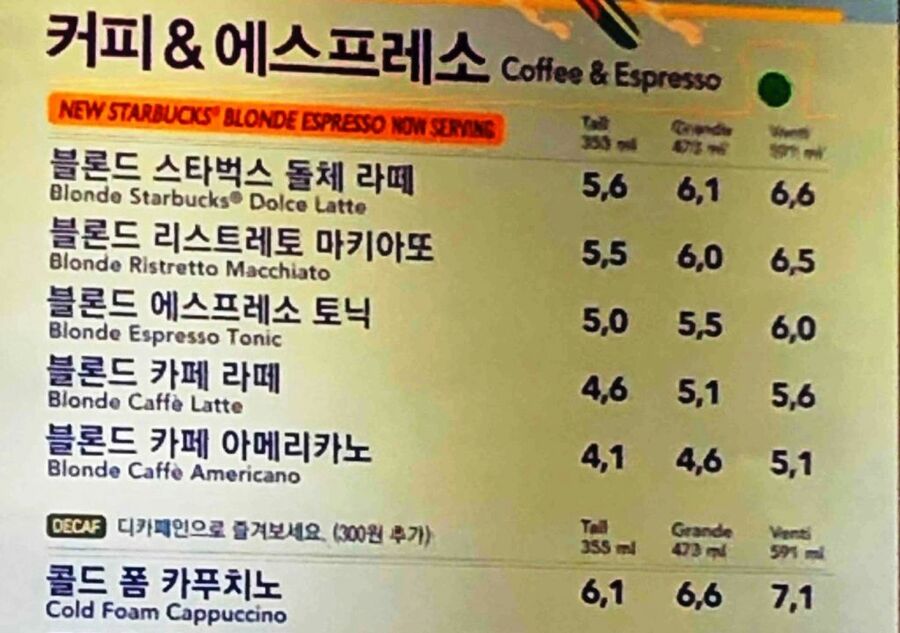 커피 & 에스프레소 Coffee & Espresso
NEW STARBUCKS® BLONDE ESPRESSO NOW SERVING
Tall Grande Venti
355 ml 473 ml 591 ml
블론드 스타벅스 돌체 라떼 5,6 6,1 6,6
Blonde Starbucks® Dolce Latte
블론드 리스트레토 마키아또 5,5 6,0 6,5
Blonde Ristretto Macchiato
블론드 에스프레소 토닉 5,0 5,5 6,0
Blonde Espresso Tonic
블론드 카페 라떼 4,6 5,1 5,6
Blonde Caffè Latte
블론드 카페 아메리카노 4,1 4,6 5,1
Blonde Caffè Americano
DECAF 디카페인으로 즐겨보세요. (300원 추가) Tall Grande Venti
355 ml 473 ml 591 ml
콜드 폼 카푸치노 6,1 6,6 7,1
Cold Foam Cappuccino